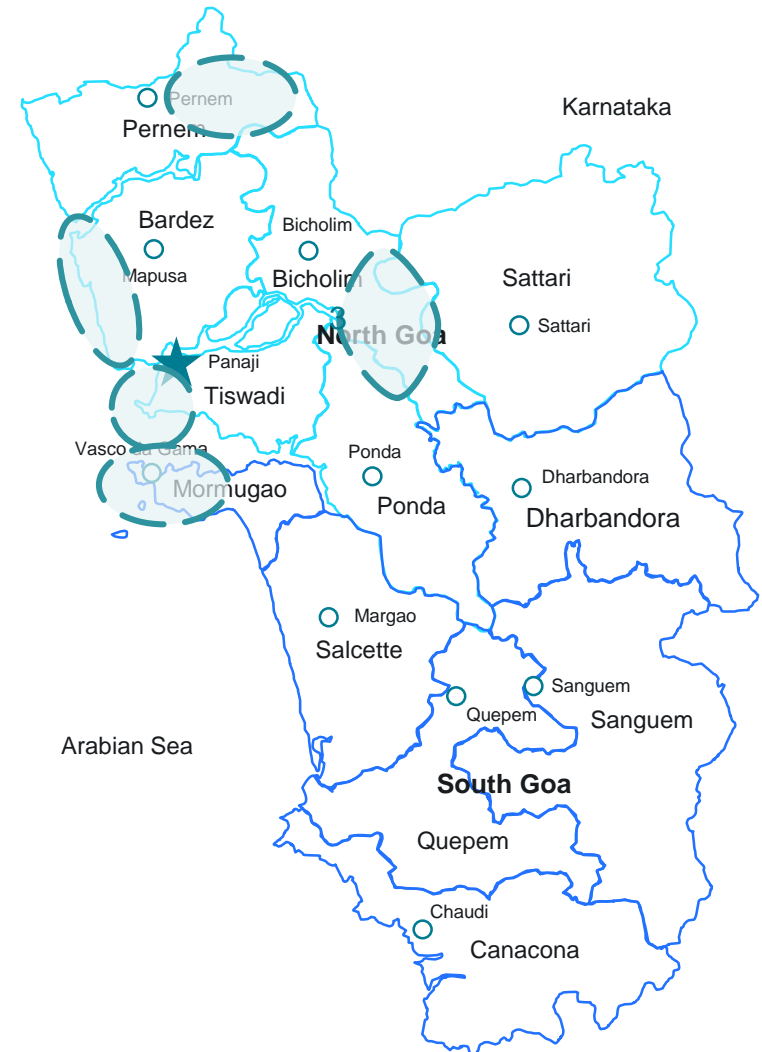 Karnataka
Pernem
Pernem
Bardez
Bicholim
Mapusa
Bicholim
Sattari
3
Sattari
North Goa
Panaji
Tiswadi
Vasco da Gama
Ponda
Dharbandora
Mormugao
Ponda
Dharbandora
Margao
Salcette
Sanguem
Quepem
Sanguem
Arabian Sea
South Goa
Quepem
Chaudi
Canacona